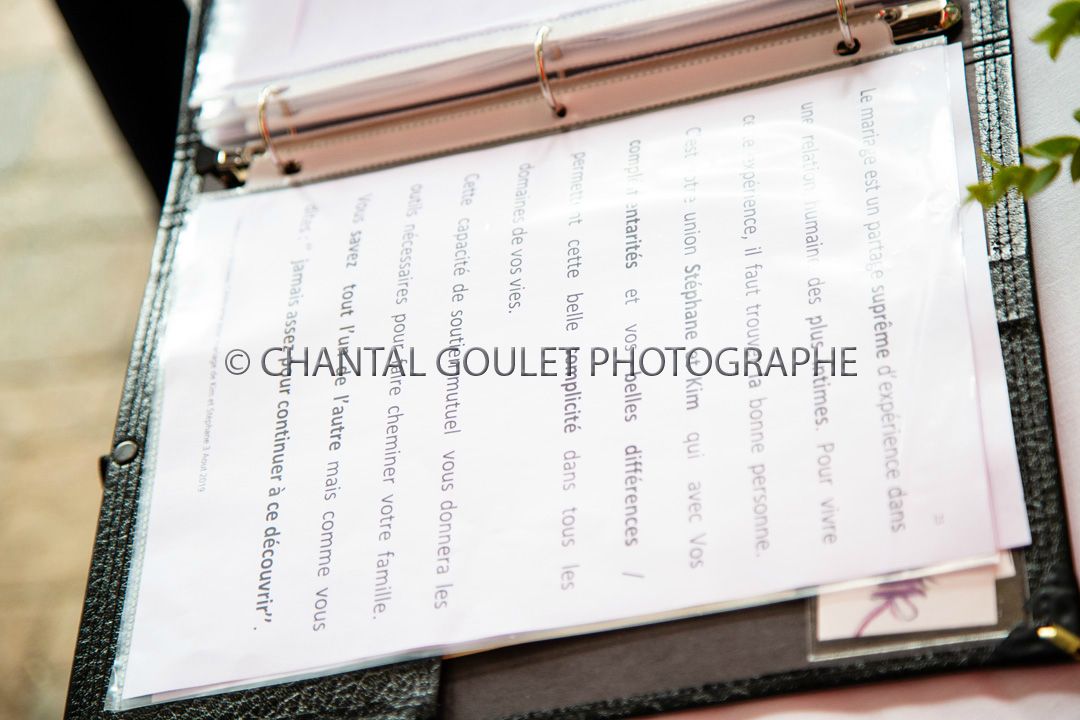 23
Le mariage est un partage suprême d'expérience dans
une relation humaine des plus intimes. Pour vivre
cette expérience, il faut trouver la bonne personne.
C'est votre union Stéphane et Kim qui avec Vos
complémentarités et vos belles différences /
permettent cette belle complicité dans tous les
domaines de vos vies.
Cette capacité de soutien mutuel vous donnera les
outils nécessaires pour faire cheminer votre famille.
Vous savez tout l'un de l'autre mais comme vous
dites : " jamais assez pour continuer à ce découvrir".
mariage de Kim et Stéphane 3 Aout 2019
© CHANTAL GOULET PHOTOGRAPHE